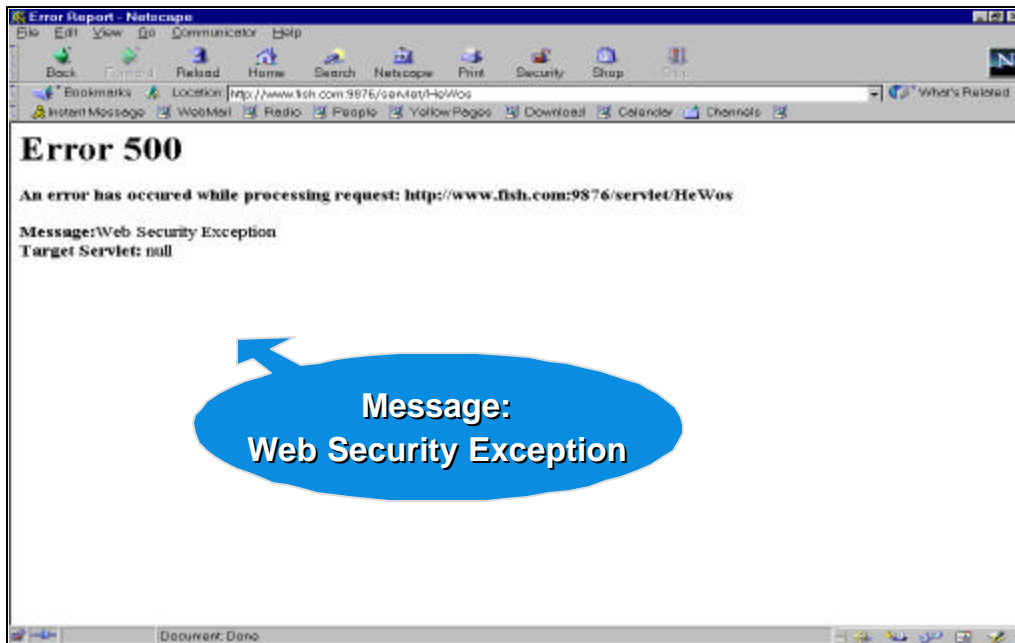 Error Report - Netscape
File Edit View Go Communicator Help
Back Forward Reload Home Search Netscape Print Security Shop
Bookmarks Location: http://www.fish.com:9876/servlet/HeWos What's Related
Instant Message WebMail Radio People Yellow Pages Download Calendar Channels
Error 500
An error has occured while processing request: http://www.fish.com:9876/servlet/HeWos
Message:Web Security Exception
Target Servlet: null
Message:
Web Security Exception
Document: Done